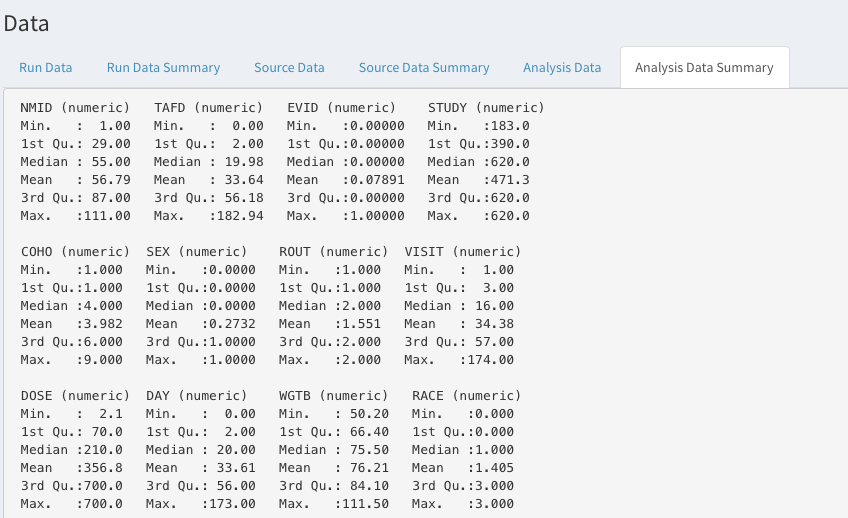 Data
Run Data Run Data Summary Source Data Source Data Summary Analysis Data Analysis Data Summary
NMID (numeric) TAFD (numeric) EVID (numeric) STUDY (numeric)
Min. : 1.00 Min. : 0.00 Min. :0.00000 Min. :183.0
1st Qu.: 29.00 1st Qu.: 2.00 1st Qu.:0.00000 1st Qu.:390.0
Median : 55.00 Median : 19.98 Median :0.00000 Median :620.0
Mean : 56.79 Mean : 33.64 Mean :0.07891 Mean :471.3
3rd Qu.: 87.00 3rd Qu.: 56.18 3rd Qu.:0.00000 3rd Qu.:620.0
Max. :111.00 Max. :182.94 Max. :1.00000 Max. :620.0
COHO (numeric) SEX (numeric) ROUT (numeric) VISIT (numeric)
Min. :1.000 Min. :0.0000 Min. :1.000 Min. : 1.00
1st Qu.:1.000 1st Qu.:0.0000 1st Qu.:1.000 1st Qu.: 3.00
Median :4.000 Median :0.0000 Median :2.000 Median : 16.00
Mean :3.982 Mean :0.2732 Mean :1.551 Mean : 34.38
3rd Qu.:6.000 3rd Qu.:1.0000 3rd Qu.:2.000 3rd Qu.: 57.00
Max. :9.000 Max. :1.0000 Max. :2.000 Max. :174.00
DOSE (numeric) DAY (numeric) WGTB (numeric) RACE (numeric)
Min. : 2.1 Min. : 0.00 Min. : 50.20 Min. :0.000
1st Qu.: 70.0 1st Qu.: 2.00 1st Qu.: 66.40 1st Qu.:0.000
Median :210.0 Median : 20.00 Median : 75.50 Median :1.000
Mean :356.8 Mean : 33.61 Mean : 76.21 Mean :1.405
3rd Qu.:700.0 3rd Qu.: 56.00 3rd Qu.: 84.10 3rd Qu.:3.000
Max. :700.0 Max. :173.00 Max. :111.50 Max. :3.000